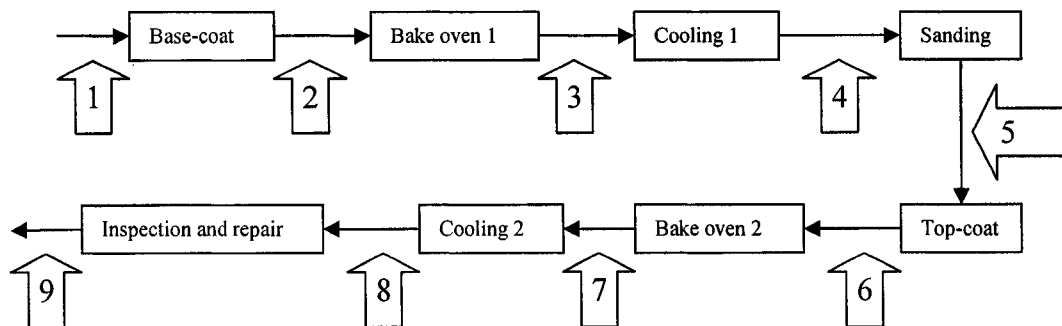 Base-coat
Bake oven 1
Cooling 1
Sanding
1
2
3
4
5
Inspection and repair
Cooling 2
Bake oven 2
Top-coat
9
8
7
6